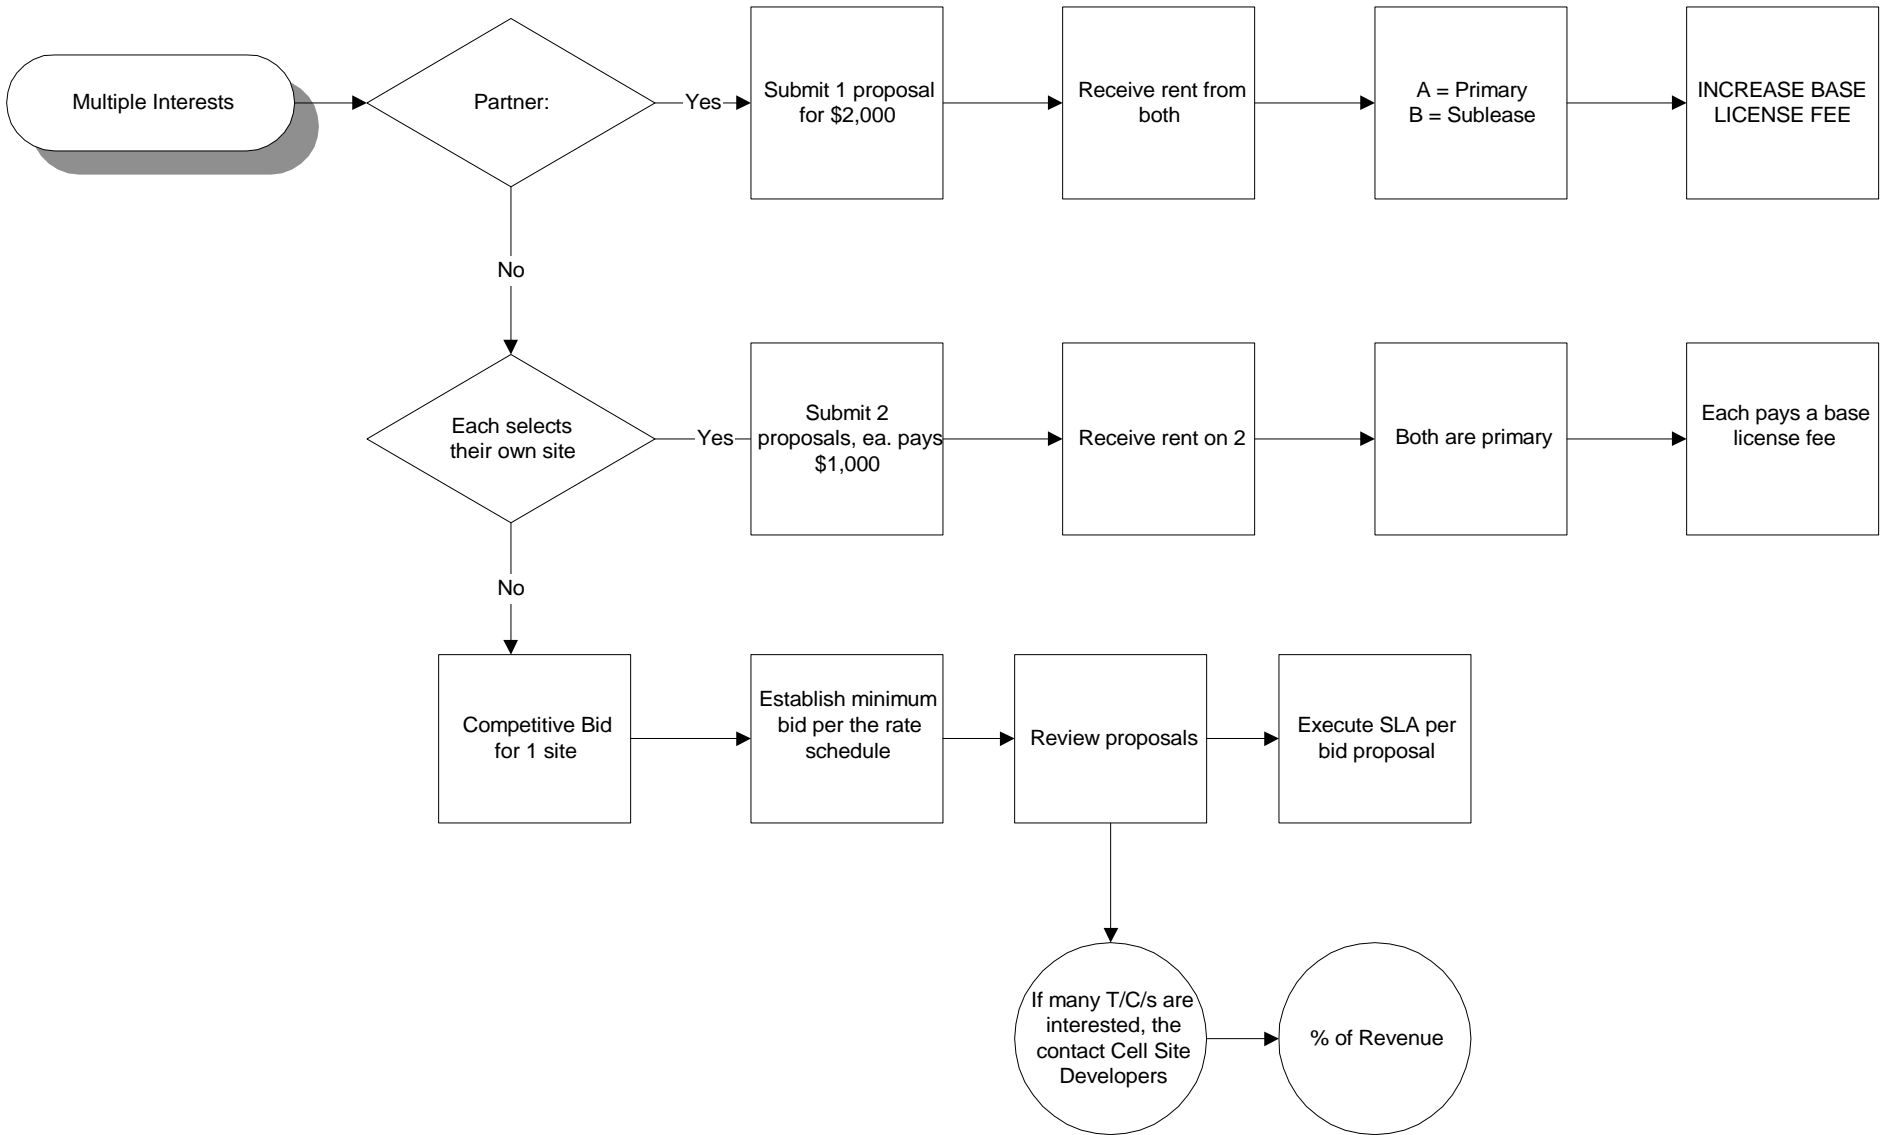 Multiple Interests
Partner:
Yes
Submit 1 proposal
for $2,000
Receive rent from
both
A = Primary
B = Sublease
INCREASE BASE
LICENSE FEE
No
Each selects
their own site
Yes
Submit 2
proposals, ea. pays
$1,000
Receive rent on 2
Both are primary
Each pays a base
license fee
No
Competitive Bid
for 1 site
Establish minimum
bid per the rate
schedule
Review proposals
Execute SLA per
bid proposal
If many T/C/s are
interested, the
contact Cell Site
Developers
% of Revenue